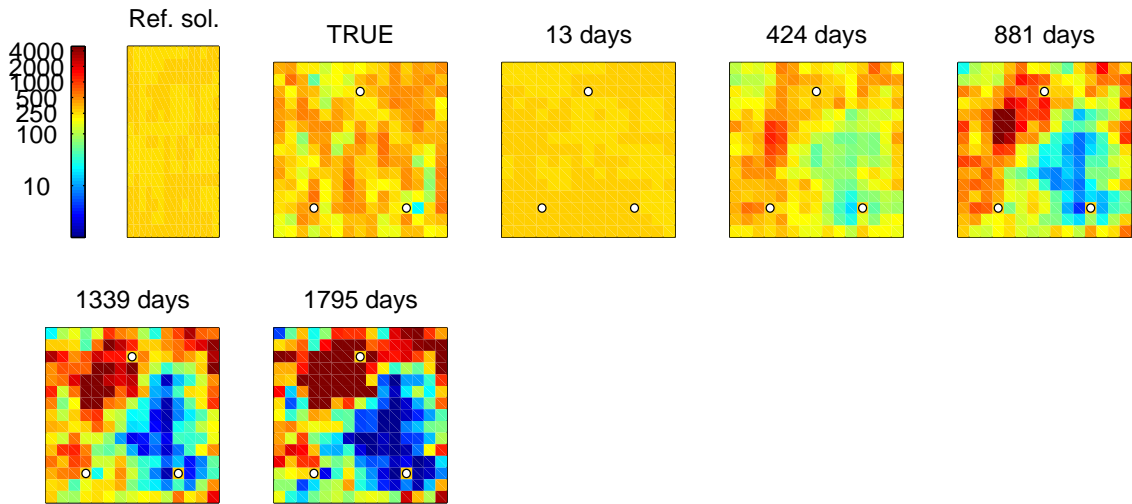 Ref. sol.
TRUE
13 days
424 days
881 days
4000
2000
1000
500
250
100
10
1339 days
1795 days